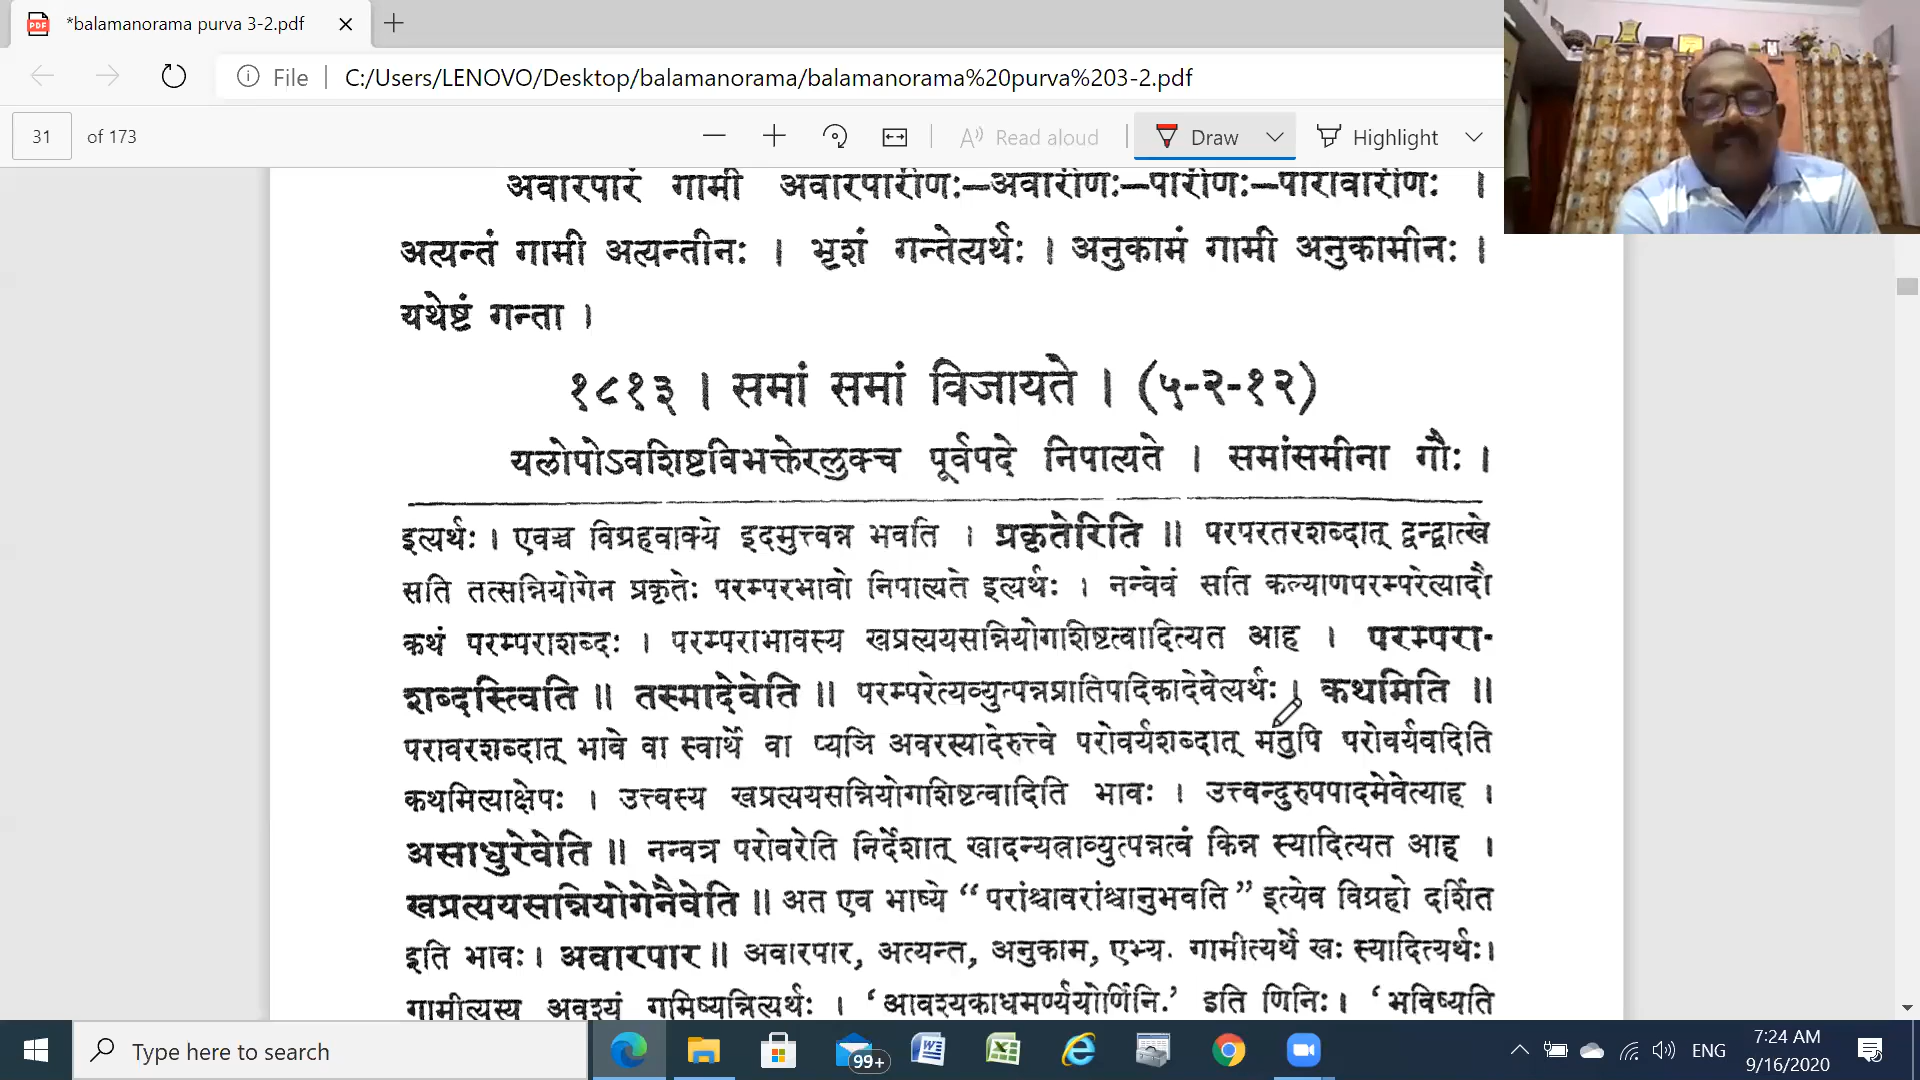 *balamanorama purva 3-2.pdf
File | C:/Users/LENOVO/Desktop/balamanorama/balamanorama%20purva%203-2.pdf
31 of 173 Read aloud Draw Highlight
अवारपारं गामी अवारपारीणः—अवारीणः—पारीणः—पारावारीणः ।
अत्यन्तं गामी अत्यन्तीनः । भृशं गन्तेत्यर्थः । अनुकामं गामी अनुकामीनः ।
यथेष्टं गन्ता ।
१८१३ । समां समां विजायते । (५-२-१२)
यलोपोऽवशिष्टविभक्तेरलुक्च पूर्वपदे निपात्यते । समांसमीना गौः ।
इत्यर्थः । एवञ्च विग्रहवाक्ये इदमुत्त्वन्न भवति । प्रकृतेरिति ॥ परपरतरशब्दात् द्वन्द्वात्खे
सति तत्सन्नियोगेन प्रकृतेः परम्परभावो निपात्यते इत्यर्थः । नन्वेवं सति कल्याणपरम्परेत्यादौ
कथं परम्पराशब्दः । परम्पराभावस्य खप्रत्ययसन्नियोगाशिष्टत्वादित्यत आह । परम्परा-
शब्दस्त्विति ॥ तस्मादेवेति ॥ परम्परेत्यव्युत्पन्नप्रातिपदिकादेवेत्यर्थः । कथमिति ॥
परावरशब्दात् भावे वा स्वार्थे वा ष्यञि अवरस्यादेरुत्त्वे परोवर्यशब्दात् मतुपि परोवर्यवदिति
कथमित्याक्षेपः । उत्त्वस्य खप्रत्ययसन्नियोगाशिष्टत्वादिति भावः । उत्त्वन्दुरुपपादमेवेत्याह ।
असाधुरेवेति ॥ नन्वत्र परोवरेति निर्देशात् खादन्यत्राव्युत्पन्नत्वं किन्न स्यादित्यत आह ।
खप्रत्ययसन्नियोगेनैवेति ॥ अत एव भाष्ये “परांश्चावरांश्चानुभवति” इत्येव विग्रहो दर्शित
इति भावः । अवारपार ॥ अवारपार, अत्यन्त, अनुकाम, एभ्य. गामीत्यर्थे खः स्यादित्यर्थः ।
गामीत्यस्य अवश्यं गमिष्यन्नित्यर्थः । ‘आवश्यकाधमर्ण्ययोर्णिनि.’ इति णिनिः । ‘भविष्यति
Type here to search
99+
ENG
7:24 AM
9/16/2020